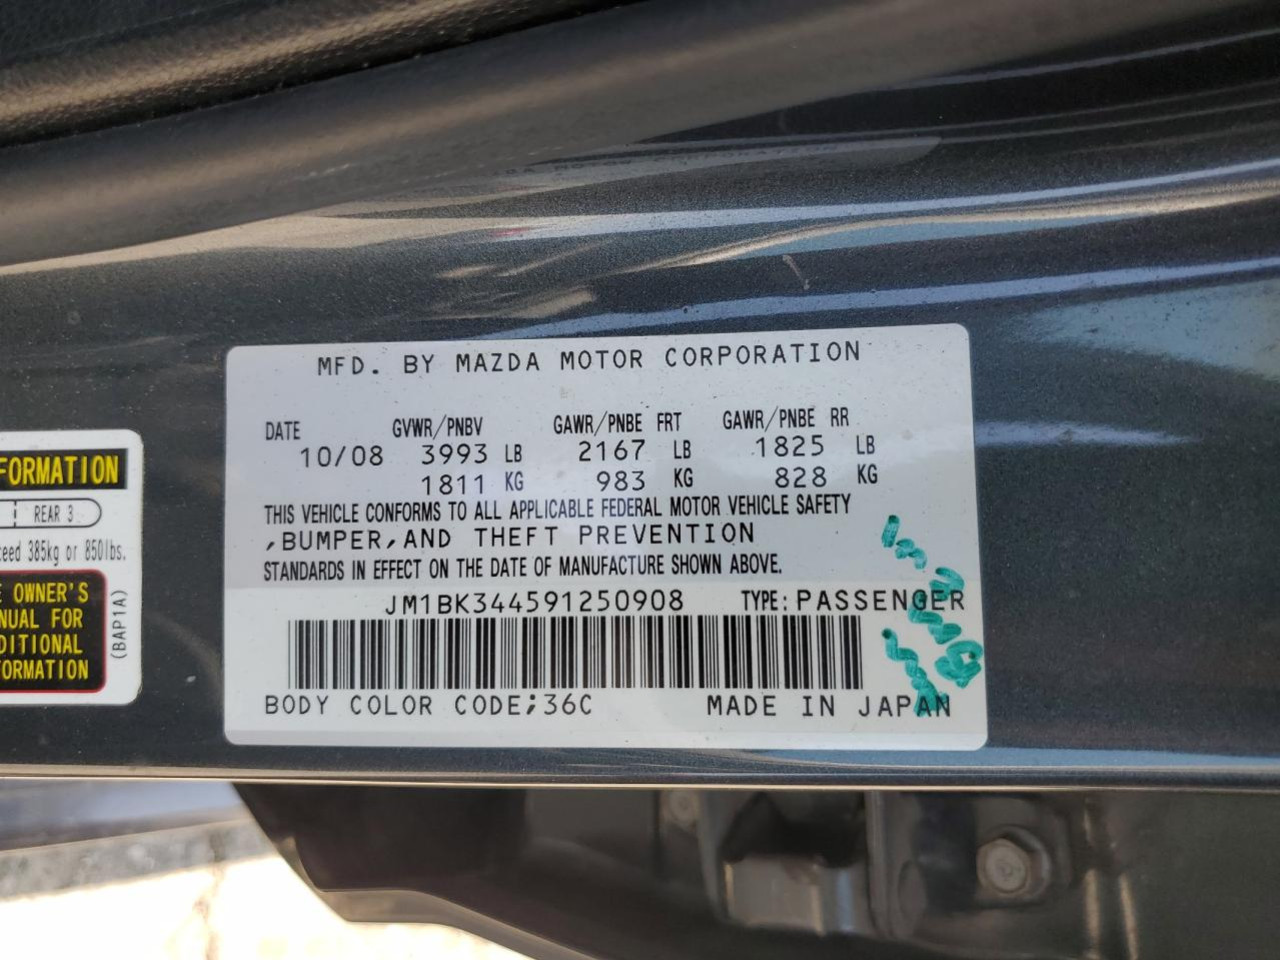 MFD. BY MAZDA MOTOR CORPORATION
DATE GVWR/PNBV GAWR/PNBE FRT GAWR/PNBE RR
10/08 3993 LB 2167 LB 1825 LB
1811 KG 983 KG 828 KG
THIS VEHICLE CONFORMS TO ALL APPLICABLE FEDERAL MOTOR VEHICLE SAFETY
,BUMPER,AND THEFT PREVENTION
STANDARDS IN EFFECT ON THE DATE OF MANUFACTURE SHOWN ABOVE.
JM1BK344591250908 TYPE:PASSENGER
BODY COLOR CODE;36C MADE IN JAPAN
FORMATION
REAR 3
ceed 385kg or 850lbs.
E OWNER'S
NUAL FOR
DITIONAL
FORMATION
(BAP1A)